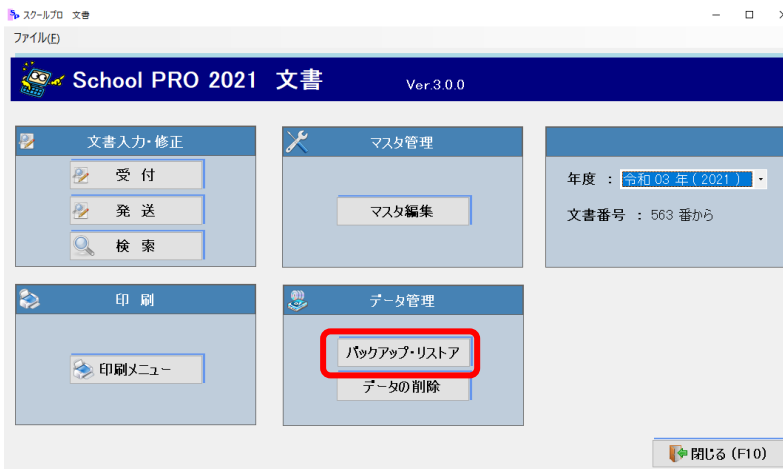 スクールプロ 文書
ファイル(F)
School PRO 2021 文書 Ver.3.0.0
文書入力・修正
受 付
発 送
検 索
マスタ管理
マスタ編集
年度 : 令和 03 年 ( 2021 )
文書番号 : 563 番から
印 刷
印刷メニュー
データ管理
バックアップ・リストア
データの削除
閉じる (F10)